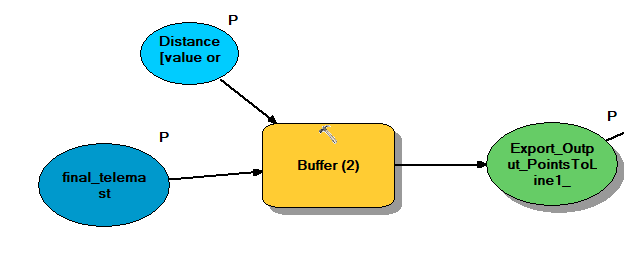 P
Distance
[value or
P
final_telema
st
Buffer (2)
P
Export_Outp
ut_PointsToL
ine1_